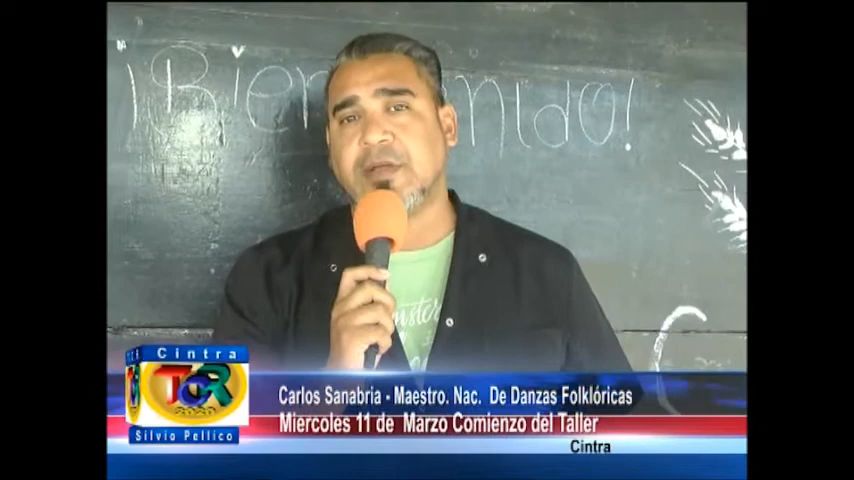 ¡Bienvenido!
Cintra
TCR
2020
Silvio Pellico
Carlos Sanabria - Maestro. Nac. De Danzas Folklóricas
Miercoles 11 de Marzo Comienzo del Taller
Cintra